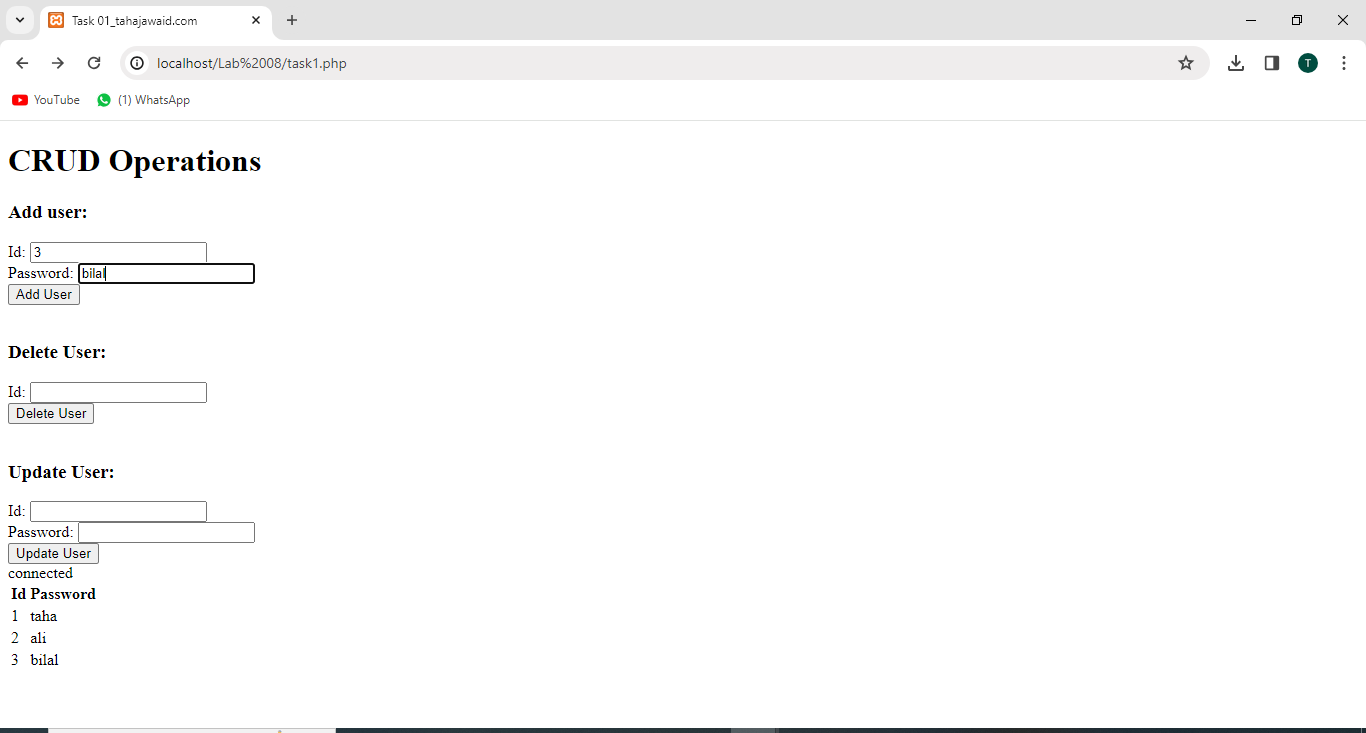 Task 01_tahajawaid.com
localhost/Lab%2008/task1.php
T
YouTube (1) WhatsApp
CRUD Operations
Add user:
Id: 3
Password: bilal
Add User
Delete User:
Id:
Delete User
Update User:
Id:
Password:
Update User
connected
Id Password
1 taha
2 ali
3 bilal